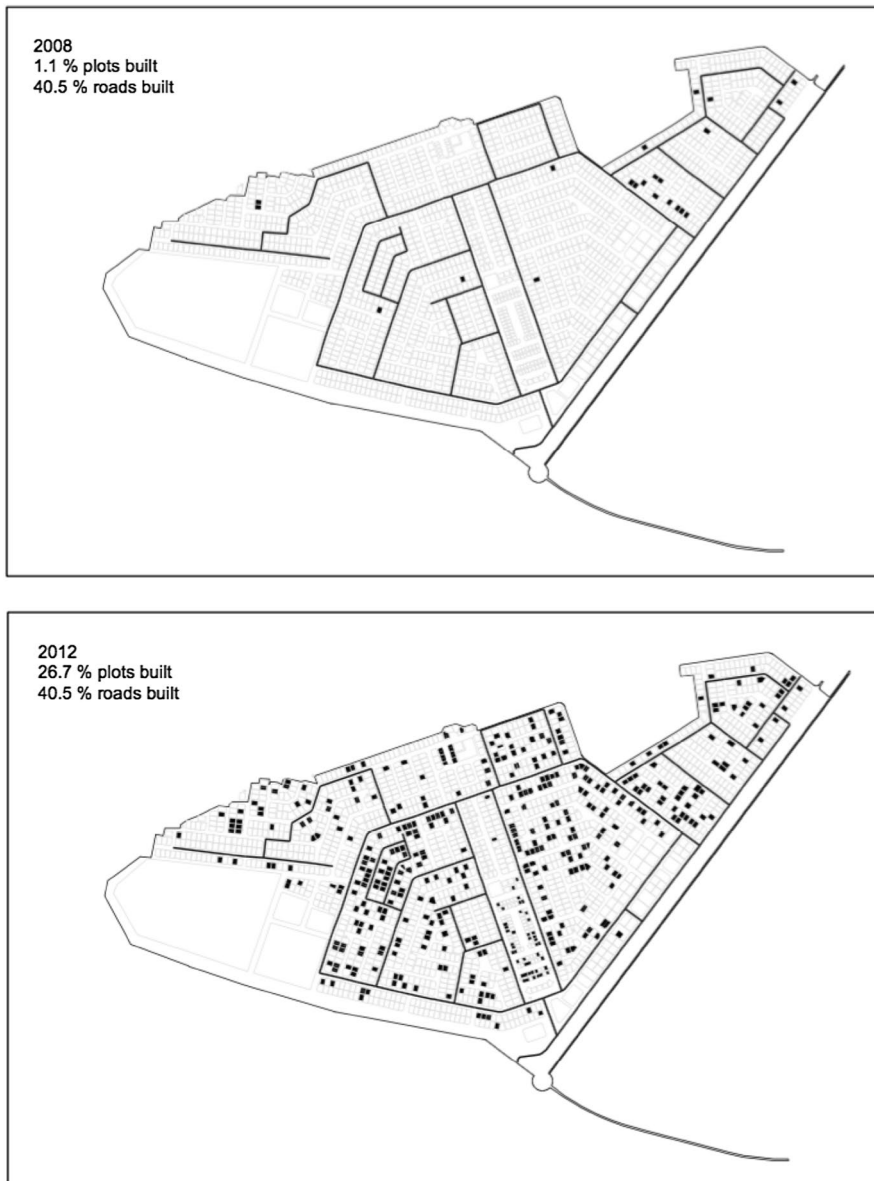 2008
1.1 % plots built
40.5 % roads built
2012
26.7 % plots built
40.5 % roads built